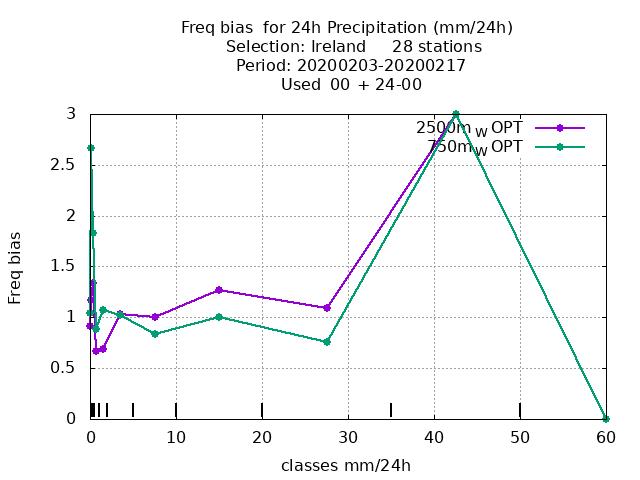 Freq bias  for 24h Precipitation (mm/24h)
Selection: Ireland     28 stations
Period: 20200203-20200217
Used  00 + 24-00
2500m_W OPT
750m_W OPT
3
2.5
2
1.5
1
0.5
0
Freq bias
0 10 20 30 40 50 60
classes mm/24h